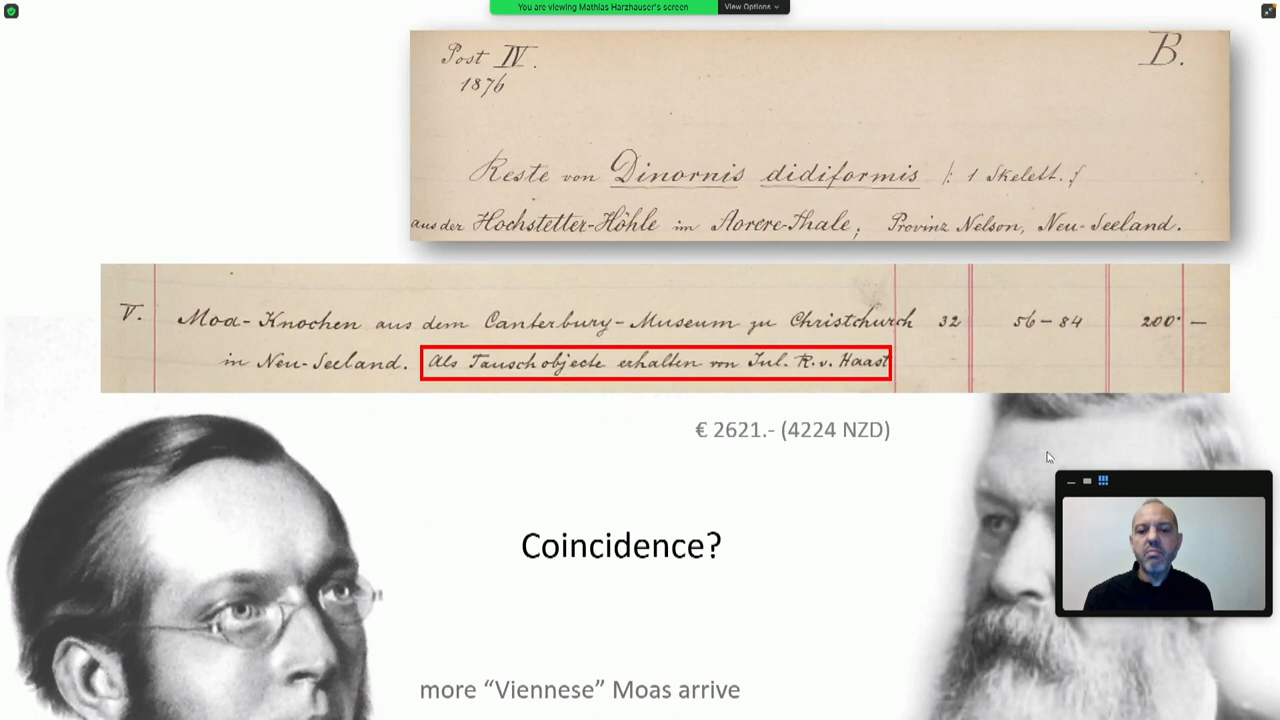 You are viewing Mathias Harzhauser's screen
View Options
Post IV.
B.
1876
Reste von Dinornis didiformis /: 1 Skelett. :/
aus der Hochstetter-Höhle im Aorere-Thale; Provinz Nelson, Neu-Seeland.
V. Moa-Knochen aus dem Canterbury-Museum zu Christchurch 32 56-84 200· —
in Neu-Seeland. Als Tauschobjecte erhalten von Jul. R. v. Haast
€ 2621.- (4224 NZD)
Coincidence?
more “Viennese” Moas arrive